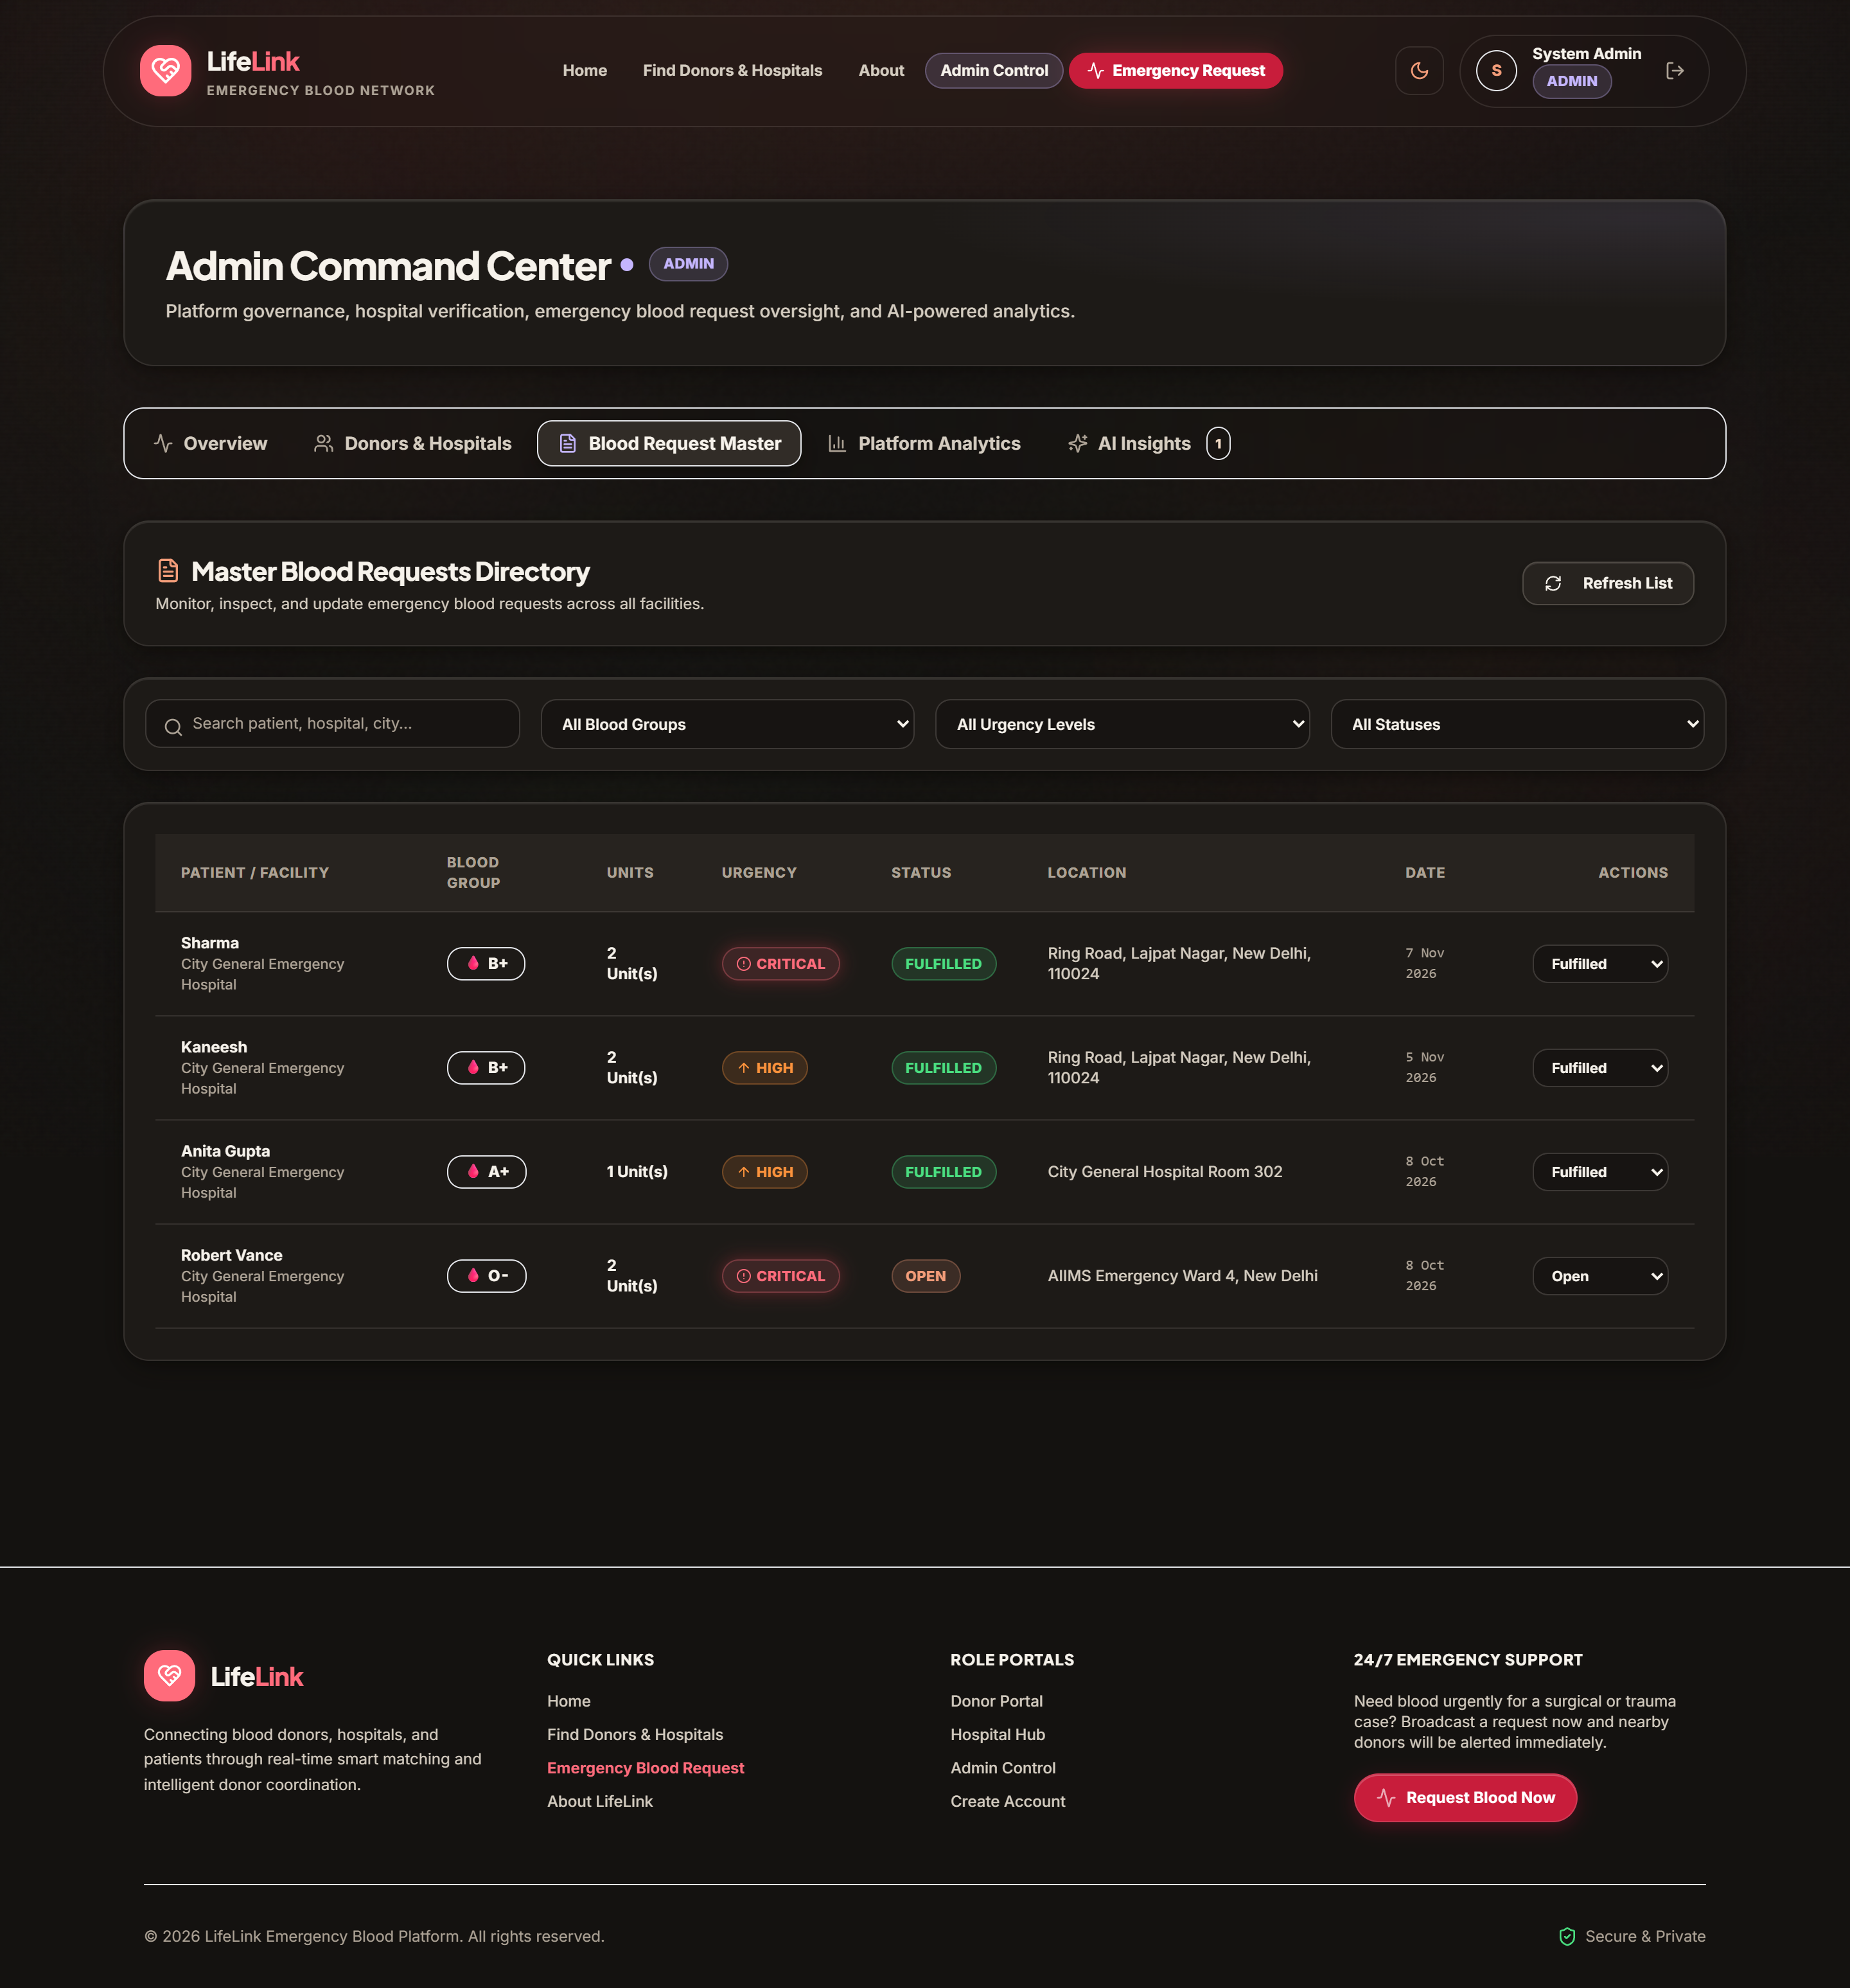 LifeLink
EMERGENCY BLOOD NETWORK
Home
Find Donors & Hospitals
About
Admin Control
Emergency Request
S
System Admin
ADMIN
Admin Command Center
ADMIN
Platform governance, hospital verification, emergency blood request oversight, and AI-powered analytics.
Overview
Donors & Hospitals
Blood Request Master
Platform Analytics
AI Insights
1
Master Blood Requests Directory
Monitor, inspect, and update emergency blood requests across all facilities.
Refresh List
Search patient, hospital, city...
All Blood Groups
All Urgency Levels
All Statuses
PATIENT / FACILITY
BLOOD
GROUP
UNITS
URGENCY
STATUS
LOCATION
DATE
ACTIONS
Sharma
City General Emergency
Hospital
B+
2
Unit(s)
CRITICAL
FULFILLED
Ring Road, Lajpat Nagar, New Delhi,
110024
7 Nov
2026
Fulfilled
Kaneesh
City General Emergency
Hospital
B+
2
Unit(s)
HIGH
FULFILLED
Ring Road, Lajpat Nagar, New Delhi,
110024
5 Nov
2026
Fulfilled
Anita Gupta
City General Emergency
Hospital
A+
1 Unit(s)
HIGH
FULFILLED
City General Hospital Room 302
8 Oct
2026
Fulfilled
Robert Vance
City General Emergency
Hospital
O-
2
Unit(s)
CRITICAL
OPEN
AIIMS Emergency Ward 4, New Delhi
8 Oct
2026
Open
LifeLink
Connecting blood donors, hospitals, and
patients through real-time smart matching and
intelligent donor coordination.
QUICK LINKS
Home
Find Donors & Hospitals
Emergency Blood Request
About LifeLink
ROLE PORTALS
Donor Portal
Hospital Hub
Admin Control
Create Account
24/7 EMERGENCY SUPPORT
Need blood urgently for a surgical or trauma
case? Broadcast a request now and nearby
donors will be alerted immediately.
Request Blood Now
© 2026 LifeLink Emergency Blood Platform. All rights reserved.
Secure & Private